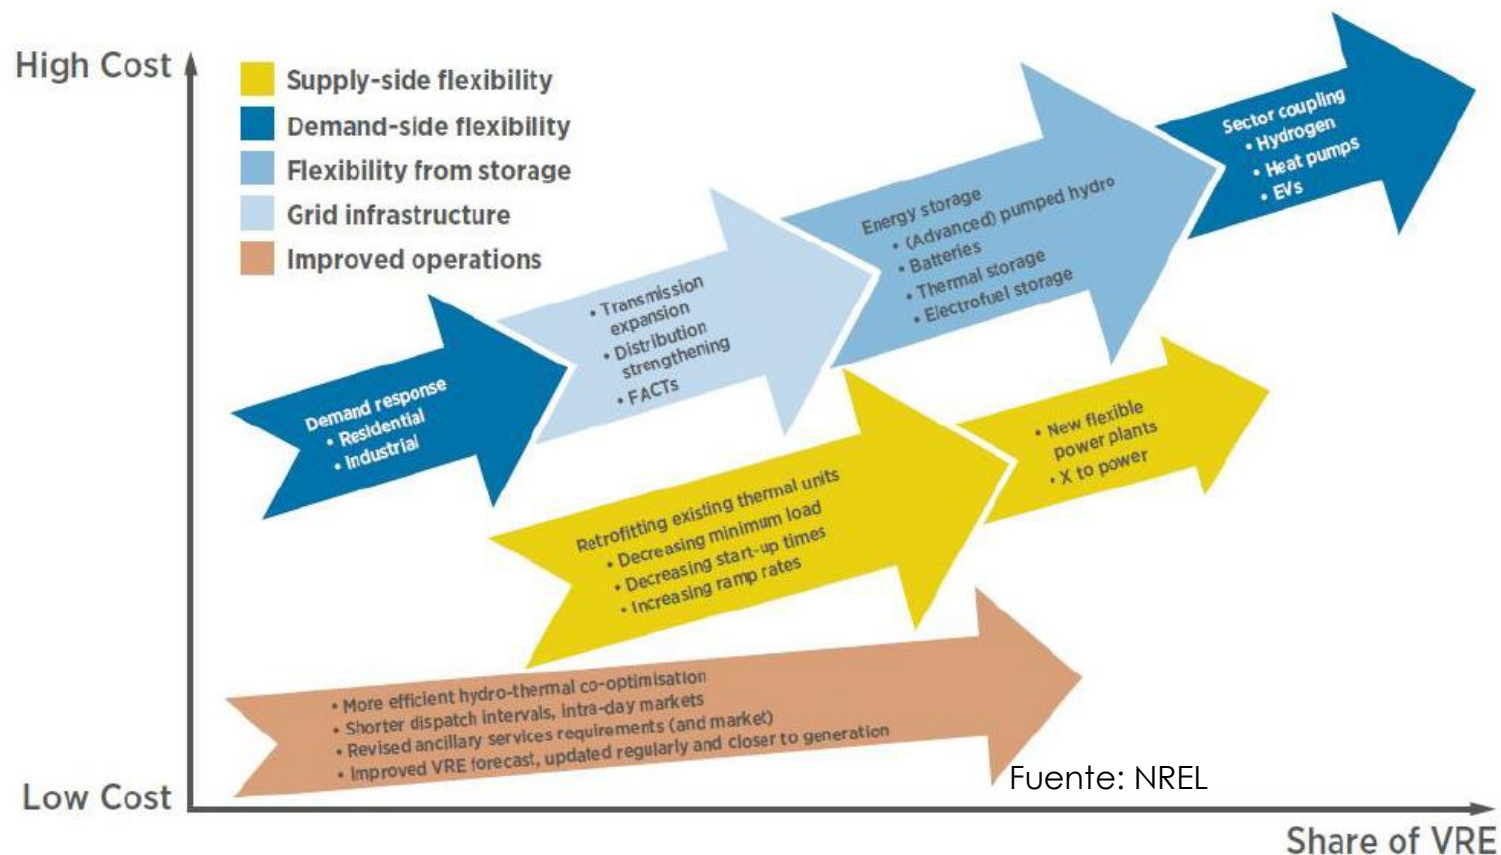 High Cost
Supply-side flexibility
Demand-side flexibility
Flexibility from storage
Grid infrastructure
Improved operations
Sector coupling
• Hydrogen
• Heat pumps
• EVs
Energy storage
• (Advanced) pumped hydro
• Batteries
• Thermal storage
• Electrofuel storage
• Transmission
expansion
• Distribution
strengthening
• FACTs
Demand response
• Residential
• Industrial
• New flexible
power plants
• X to power
Retrofitting existing thermal units
• Decreasing minimum load
• Decreasing start-up times
• Increasing ramp rates
• More efficient hydro-thermal co-optimisation
• Shorter dispatch intervals, intra-day markets
• Revised ancillary services requirements (and market)
• Improved VRE forecast, updated regularly and closer to generation
Fuente: NREL
Low Cost
Share of VRE